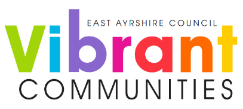 EAST AYRSHIRE COUNCIL
Vibrant
COMMUNITIES